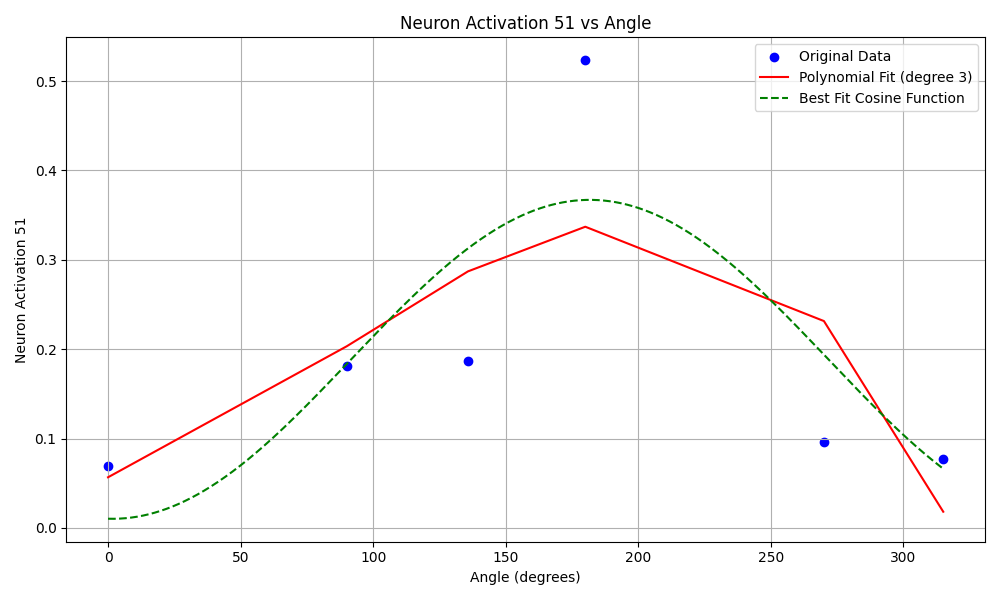 Neuron Activation 51 vs Angle
Original Data
Polynomial Fit (degree 3)
Best Fit Cosine Function
Neuron Activation 51
0.5
0.4
0.3
0.2
0.1
0.0
0 50 100 150 200 250 300
Angle (degrees)